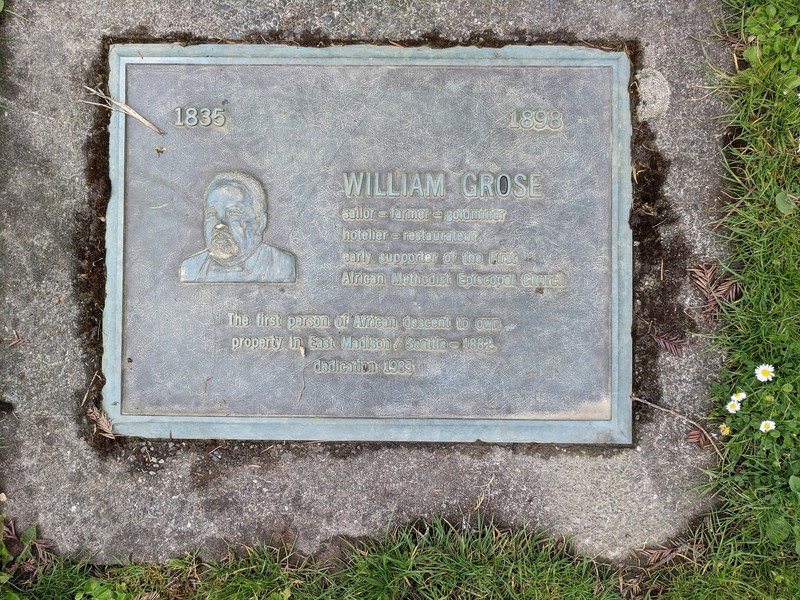 1835 1898
WILLIAM GROSE
sailor - farmer - goldminer
hotelier - restaurateur
early supporter of the First
African Methodist Episcopal Church
The first person of African descent to own
property in East Madison / Seattle - 1882
dedication 1989